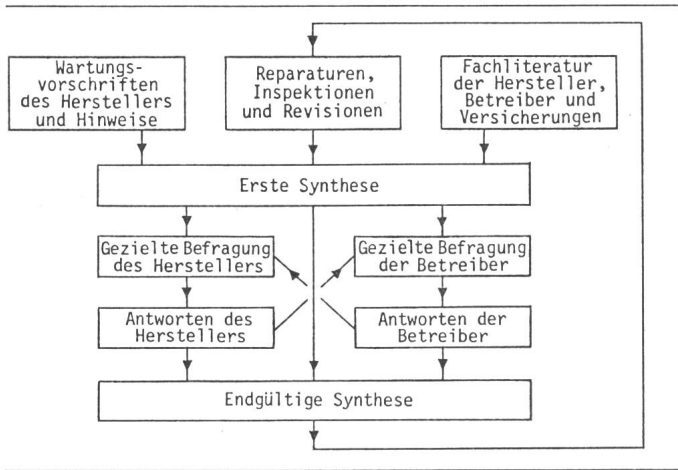 Wartungs-
vorschriften
des Herstellers
und Hinweise
Reparaturen,
Inspektionen
und Revisionen
Fachliteratur
der Hersteller,
Betreiber und
Versicherungen
Erste Synthese
Gezielte Befragung
des Herstellers
Gezielte Befragung
der Betreiber
Antworten des
Herstellers
Antworten der
Betreiber
Endgültige Synthese